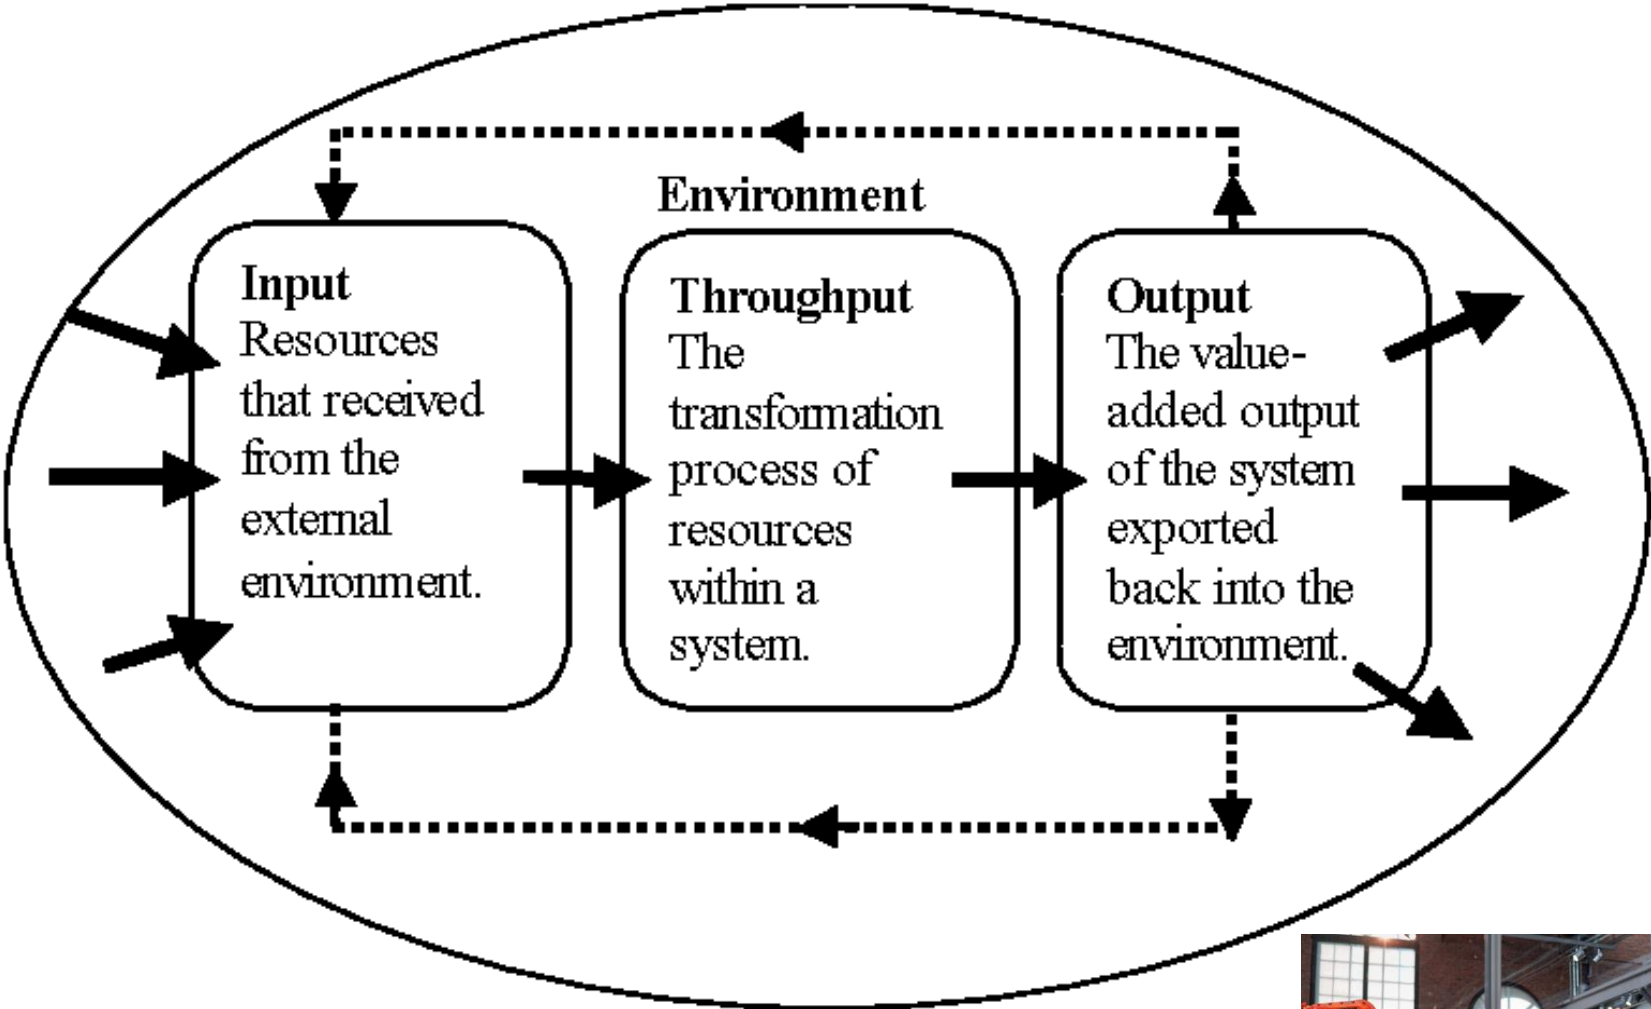 Environment
Input
Resources
that received
from the
external
environment.
Throughput
The
transformation
process of
resources
within a
system.
Output
The value-
added output
of the system
exported
back into the
environment.